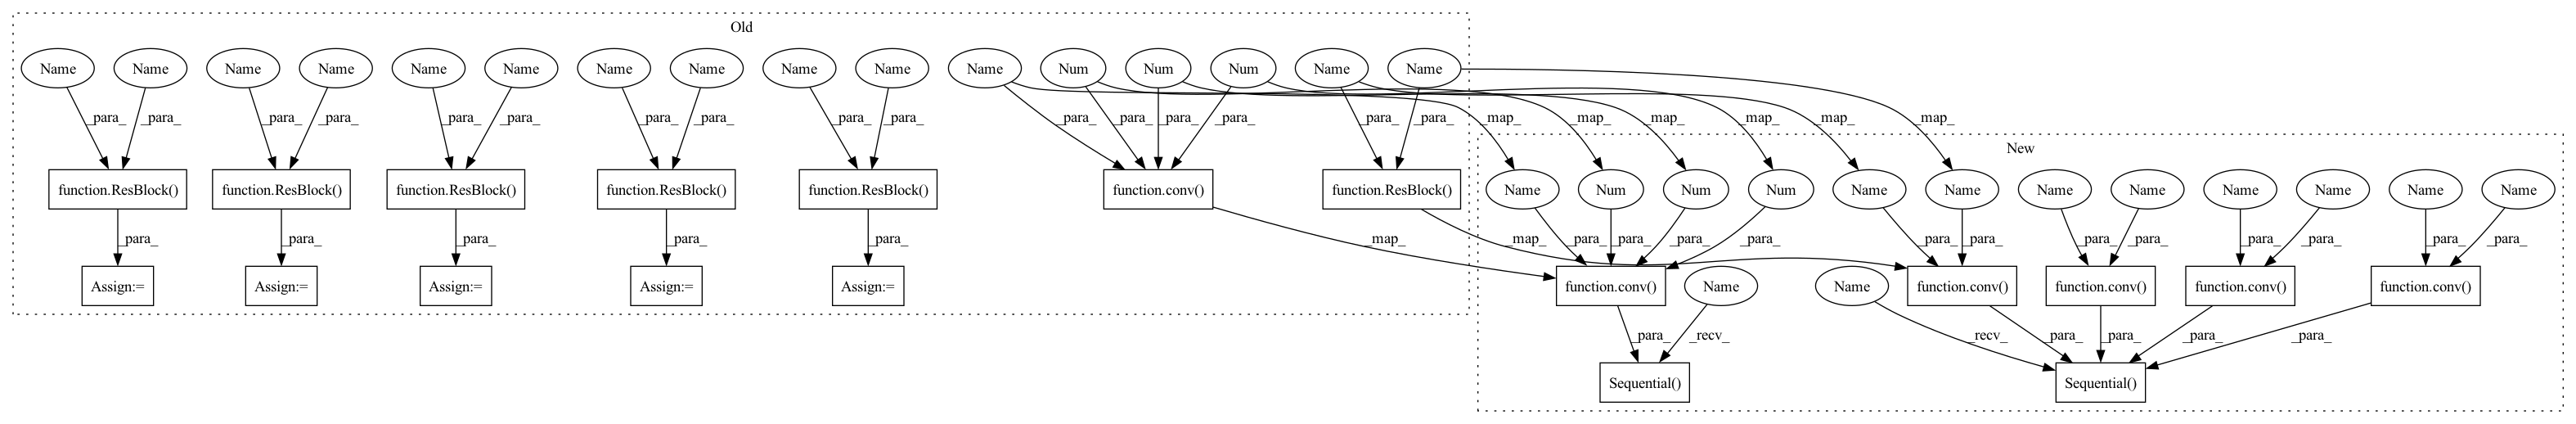 Old
Name Name Name Name Name Name Name Name Name Name Name Num Num Num Name Name
_para_ _para_ _para_ _para_ _para_ _para_ _para_ _para_ _para_ _para_ _para_ _para_ _para_ _para_ _para_ _para_ _map_ _map_ _map_ _map_ _map_ _map_
New
function.ResBlock() function.ResBlock() function.ResBlock() function.ResBlock() function.ResBlock() function.conv() function.ResBlock() Name Num Num Num Name Name Name Name Name Name Name Name
_para_ _para_ _para_ _para_ _para_ _map_ _map_ _para_ _para_ _para_ _para_ _para_ _para_ _para_ _para_ _para_ _para_ _para_ _para_
Assign:= Assign:= Assign:= Assign:= Assign:= function.conv() Name Name function.conv() function.conv() function.conv() function.conv()
_para_ _recv_ _recv_ _para_ _para_ _para_ _para_
Sequential() Sequential()